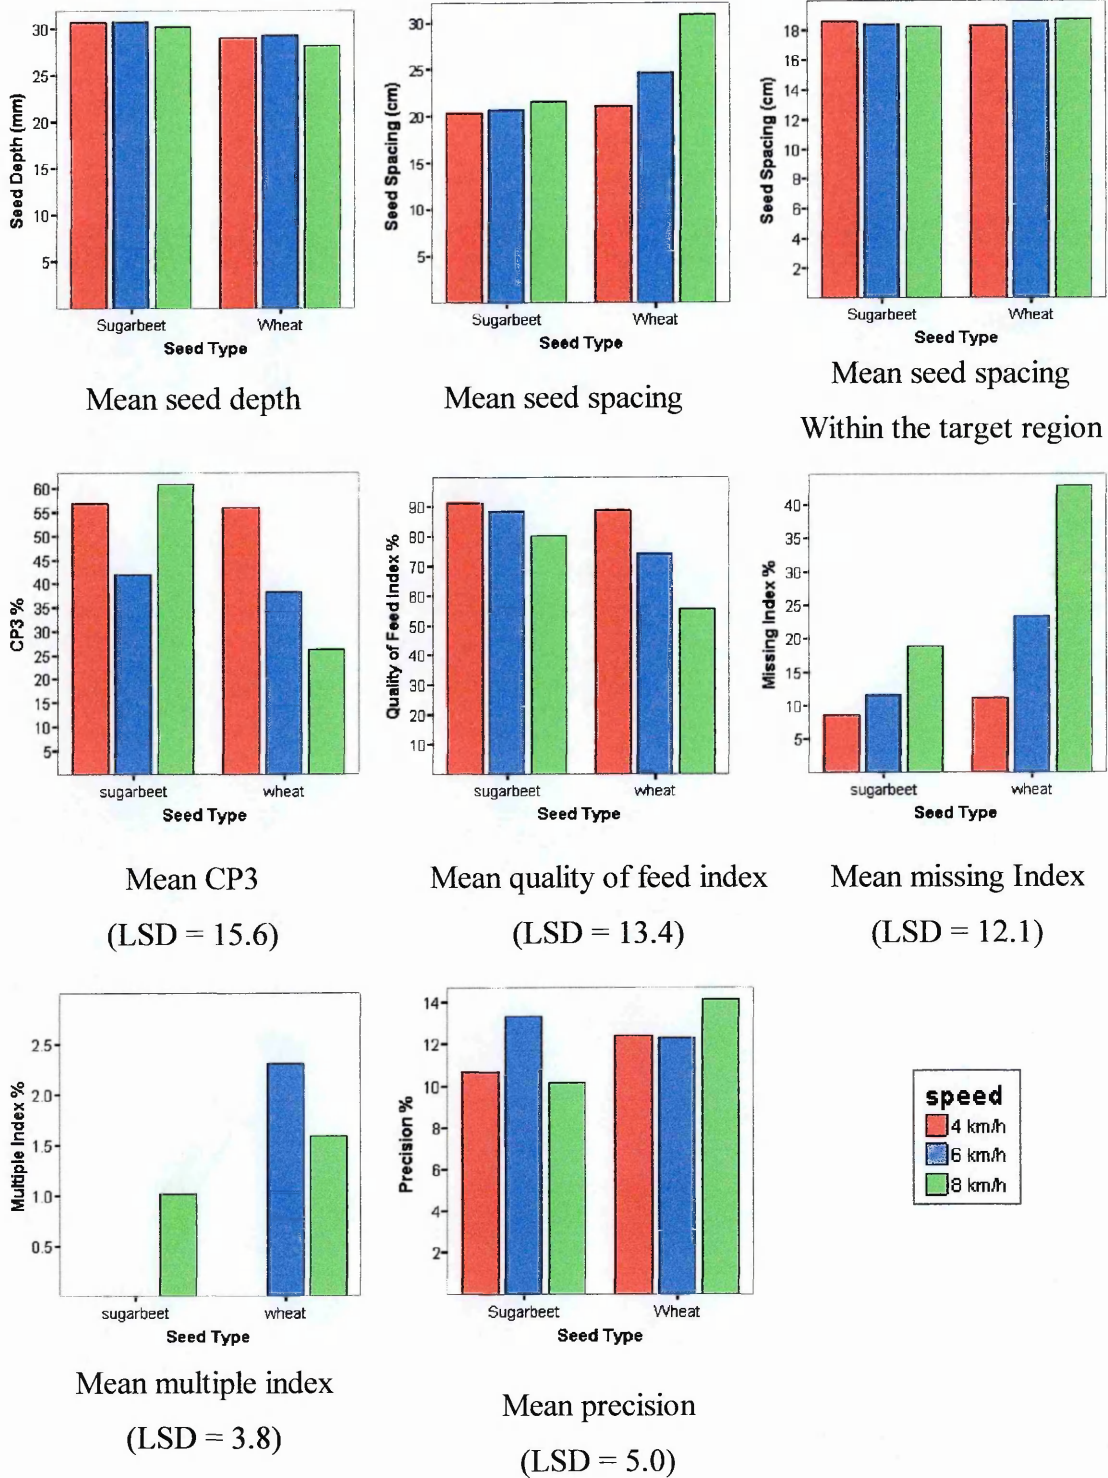 30
25
20
15
10
5
Seed Depth (mm)
Sugarbeet Wheat
Seed Type
Mean seed depth
30
25
20
15
10
5
Seed Spacing (cm)
Sugarbeet Wheat
Seed Type
Mean seed spacing
18
16
14
12
10
8
6
4
2
Seed Spacing (cm)
Sugarbeet Wheat
Seed Type
Mean seed spacing
Within the target region
60
55
50
45
40
35
30
25
20
15
10
5
CP3 %
sugarbeet wheat
Seed Type
Mean CP3
(LSD = 15.6)
90
80
70
60
50
40
30
20
10
Quality of Feed Index %
sugarbeet wheat
Seed Type
Mean quality of feed index
(LSD = 13.4)
40
35
30
25
20
15
10
5
Missing Index %
sugarbeet wheat
Seed Type
Mean missing Index
(LSD = 12.1)
2.5
2.0
1.5
1.0
0.5
Multiple Index %
sugarbeet wheat
Seed Type
Mean multiple index
(LSD = 3.8)
14
12
10
8
6
4
2
Precision %
Sugarbeet Wheat
Seed Type
Mean precision
(LSD = 5.0)
speed
4 km/h
6 km/h
8 km/h